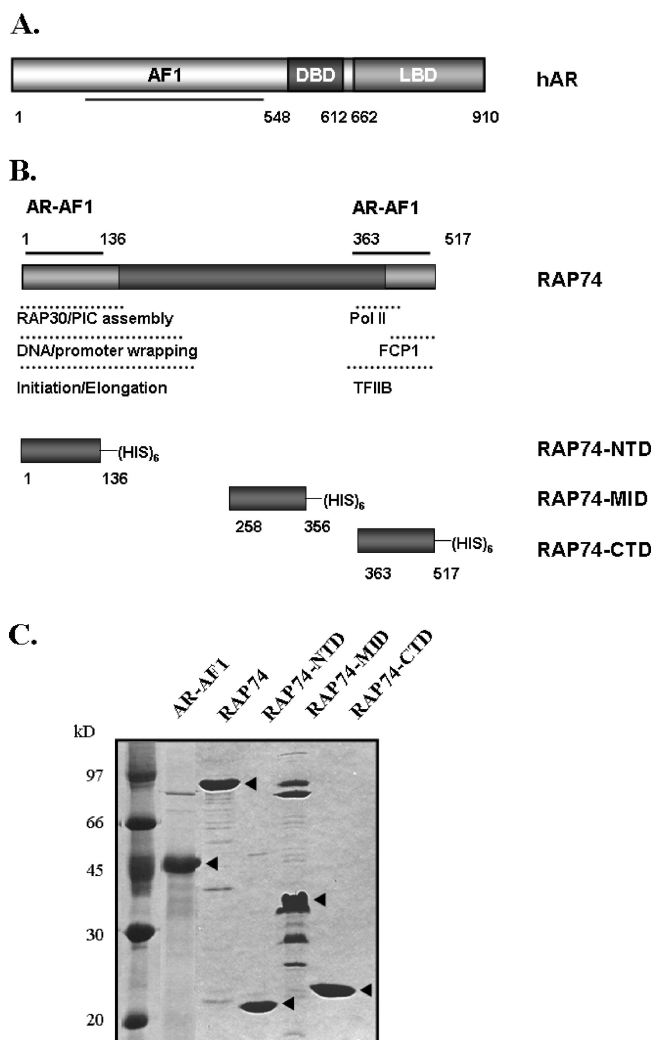 A.
AF1 DBD LBD hAR
1 548 612 662 910
B.
AR-AF1 AR-AF1
1 136 363 517
RAP74
RAP30/PIC assembly Pol II
DNA/promoter wrapping FCP1
Initiation/Elongation TFIIB
(HIS)6 RAP74-NTD
1 136
(HIS)6 RAP74-MID
258 356
(HIS)6 RAP74-CTD
363 517
C.
AR-AF1 RAP74 RAP74-NTD RAP74-MID RAP74-CTD
kD
97
66
45
30
20